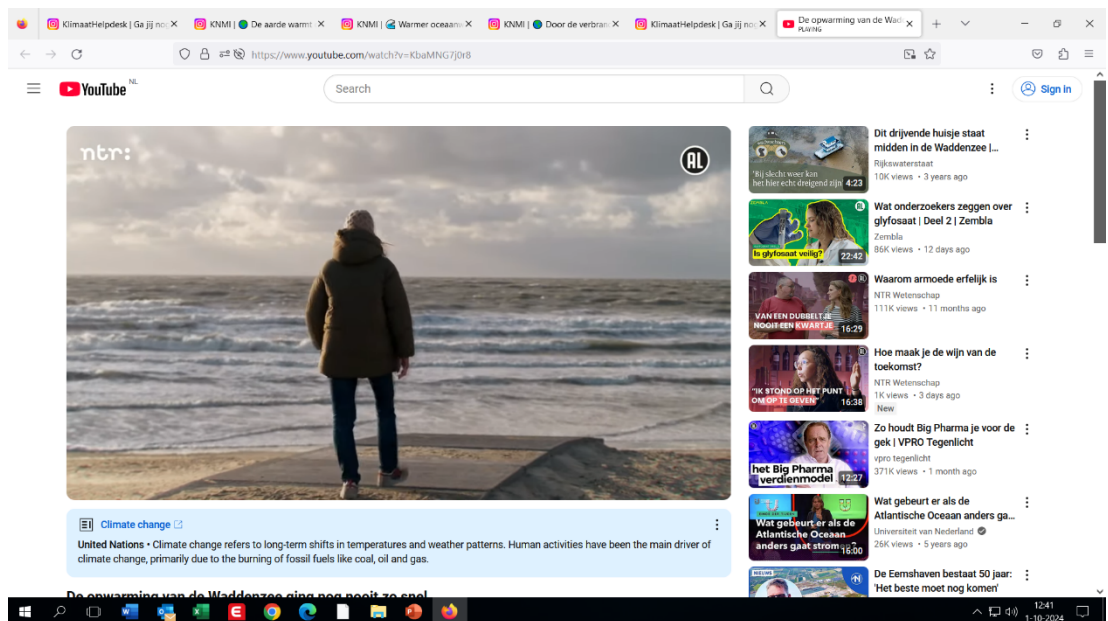 KlimaatHelpdesk | Ga jij no
KNMI | De aarde warmt
KNMI | Warmer oceaan
KNMI | Door de verbran
KlimaatHelpdesk | Ga jij no
De opwarming van de Wad
PLAYING
https://www.youtube.com/watch?v=KbaMNG7j0r8
YouTube NL
Search
Sign in
ntr:
Climate change
United Nations • Climate change refers to long-term shifts in temperatures and weather patterns. Human activities have been the main driver of
climate change, primarily due to the burning of fossil fuels like coal, oil and gas.
De opwarming van de Waddenzee ging nog nooit zo snel
'Bij slecht weer kan
het hier echt dreigend zijn'
4:23
Dit drijvende huisje staat
midden in de Waddenzee |...
Rijkswaterstaat
10K views • 3 years ago
ZEMBLA
Is glyfosaat veilig?
22:42
Wat onderzoekers zeggen over
glyfosaat | Deel 2 | Zembla
Zembla
86K views • 12 days ago
VAN EEN DUBBELTJE
NOOIT EEN KWARTJE
16:29
Waarom armoede erfelijk is
NTR Wetenschap
111K views • 11 months ago
"IK STOND OP HET PUNT
OM OP TE GEVEN"
16:38
Hoe maak je de wijn van de
toekomst?
NTR Wetenschap
1K views • 3 days ago
New
het Big Pharma
verdienmodel
12:27
Zo houdt Big Pharma je voor de
gek | VPRO Tegenlicht
vpro tegenlicht
371K views • 1 month ago
Wat gebeurt er als de
Atlantische Oceaan
anders gaat stromen?
16:00
Wat gebeurt er als de
Atlantische Oceaan anders ga...
Universiteit van Nederland
26K views • 5 years ago
NIEUWS
De Eemshaven bestaat 50 jaar:
'Het beste moet nog komen'
12:41
1-10-2024